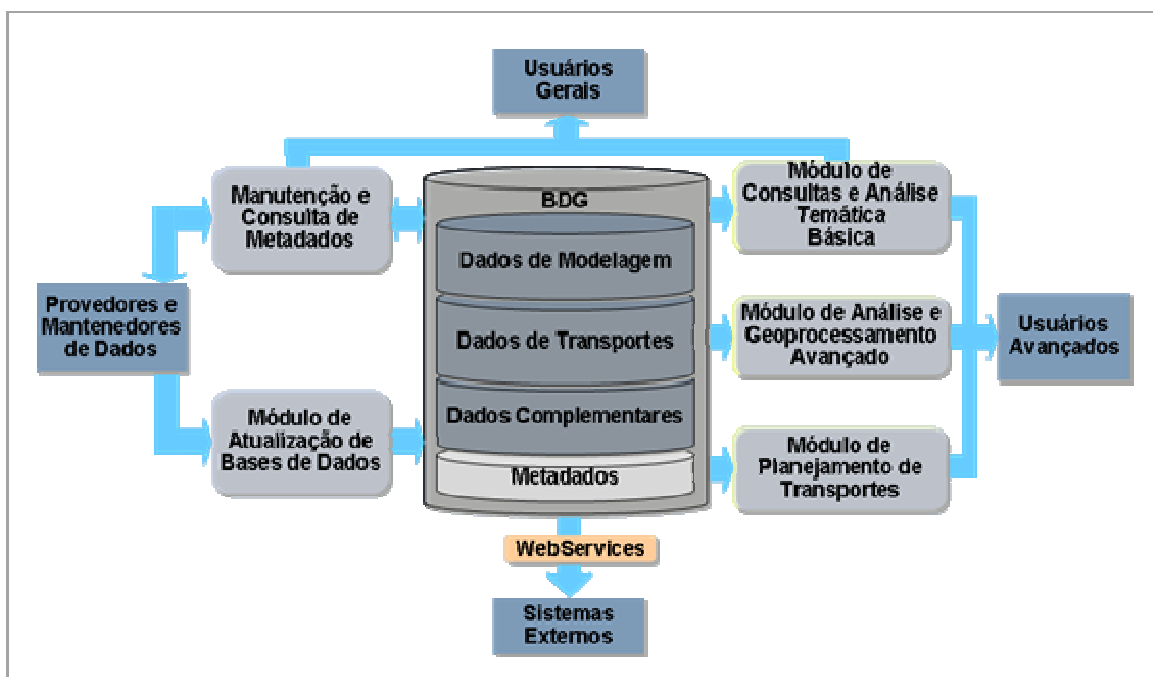 Usuários
Gerais
Manutenção e
Consulta de
Metadados
Provedores e
Mantenedores
de Dados
Módulo de
Atualização de
Bases de Dados
BDG
Dados de Modelagem
Dados de Transportes
Dados Complementares
Metadados
WebServices
Sistemas
Externos
Módulo de
Consultas e Análise
Temática
Básica
Módulo de Análise e
Geoprocessamento
Avançado
Módulo de
Planejamento de
Transportes
Usuários
Avançados